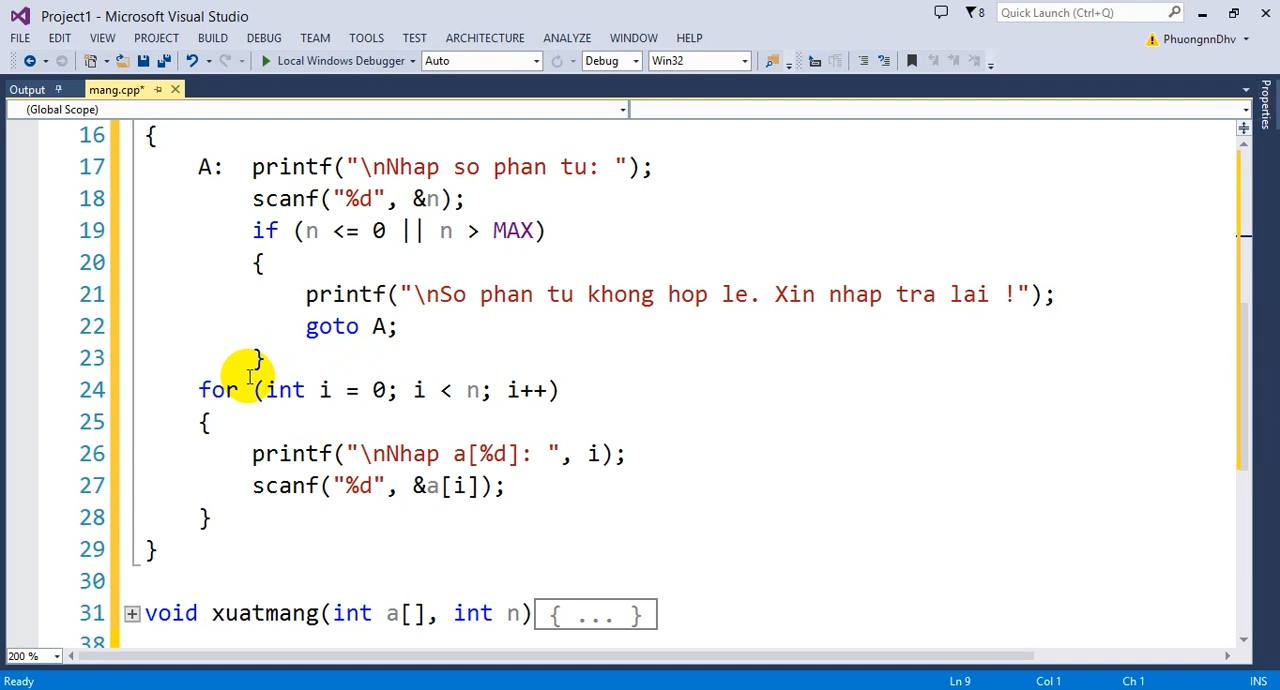 Project1 - Microsoft Visual Studio
8
Quick Launch (Ctrl+Q)
FILE EDIT VIEW PROJECT BUILD DEBUG TEAM TOOLS TEST ARCHITECTURE ANALYZE WINDOW HELP
PhuongnnDhv
Local Windows Debugger Auto Debug Win32
Output mang.cpp*
Properties
(Global Scope)
16 {
17 A: printf("\nNhap so phan tu: ");
18 scanf("%d", &n);
19 if (n <= 0 || n > MAX)
20 {
21 printf("\nSo phan tu khong hop le. Xin nhap tra lai !");
22 goto A;
23 }
24 for (int i = 0; i < n; i++)
25 {
26 printf("\nNhap a[%d]: ", i);
27 scanf("%d", &a[i]);
28 }
29 }
30
31 void xuatmang(int a[], int n){ ... }
38
200 %
Ready Ln 9 Col 1 Ch 1 INS